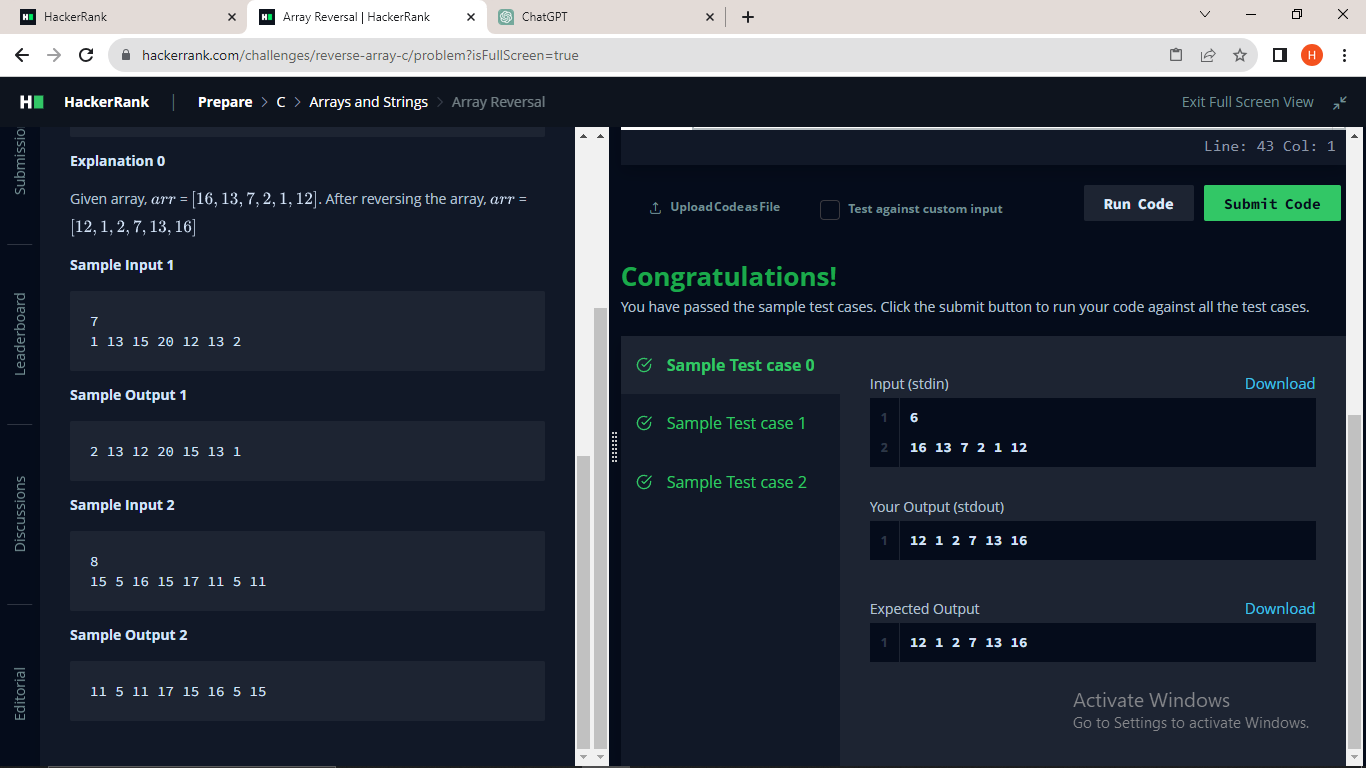 HackerRank
Array Reversal | HackerRank
ChatGPT
hackerrank.com/challenges/reverse-array-c/problem?isFullScreen=true
H
HackerRank
Prepare > C > Arrays and Strings > Array Reversal
Exit Full Screen View
Submissio
Leaderboard
Discussions
Editorial
Explanation 0
Given array, arr = [16, 13, 7, 2, 1, 12]. After reversing the array, arr =
[12, 1, 2, 7, 13, 16]
Sample Input 1
7
1 13 15 20 12 13 2
Sample Output 1
2 13 12 20 15 13 1
Sample Input 2
8
15 5 16 15 17 11 5 11
Sample Output 2
11 5 11 17 15 16 5 15
Line: 43 Col: 1
Upload Code as File
Test against custom input
Run Code
Submit Code
Congratulations!
You have passed the sample test cases. Click the submit button to run your code against all the test cases.
Sample Test case 0
Sample Test case 1
Sample Test case 2
Input (stdin)
Download
1 6
2 16 13 7 2 1 12
Your Output (stdout)
1 12 1 2 7 13 16
Expected Output
Download
1 12 1 2 7 13 16
Activate Windows
Go to Settings to activate Windows.